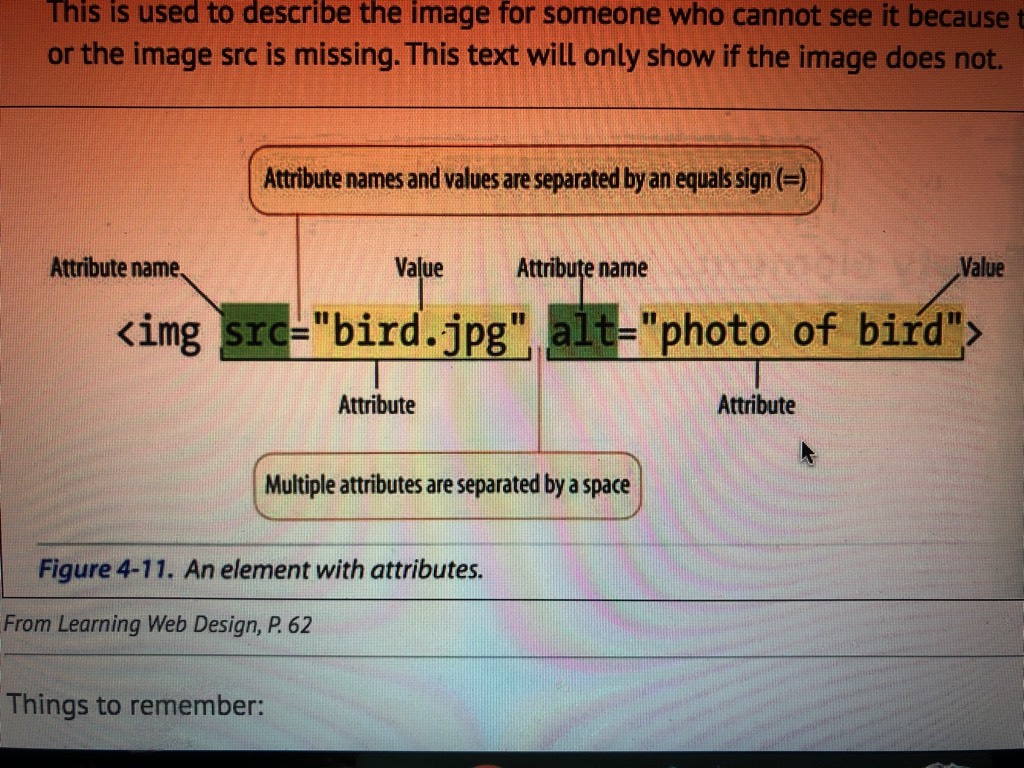 This is used to describe the image for someone who cannot see it because
or the image src is missing. This text will only show if the image does not.
Attribute names and values are separated by an equals sign (=)
Attribute name Value Attribute name Value
<img src="bird.jpg" alt="photo of bird">
Attribute Attribute
Multiple attributes are separated by a space
Figure 4-11. An element with attributes.
From Learning Web Design, P. 62
Things to remember: